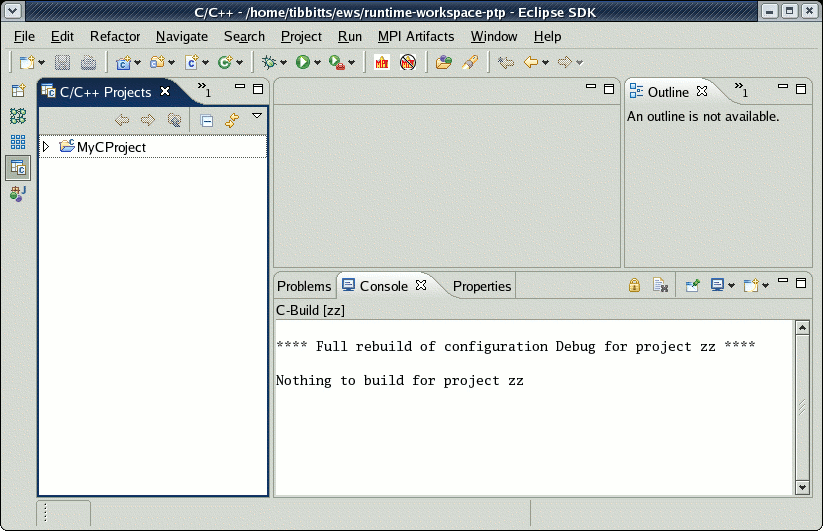 C/C++ - /home/tibbitts/ews/runtime-workspace-ptp - Eclipse SDK
File Edit Refactor Navigate Search Project Run MPI Artifacts Window Help
C/C++ Projects »1
Outline »1
An outline is not available.
MyCProject
Problems Console Properties
C-Build [zz]
**** Full rebuild of configuration Debug for project zz ****
Nothing to build for project zz